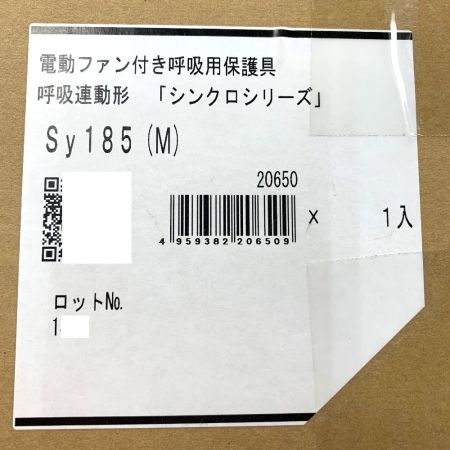 電動ファン付き呼吸用保護具
呼吸連動形 「シンクロシリーズ」
Sy185(M)
20650
4 959382 206509
× 1入
ロットNo.
1